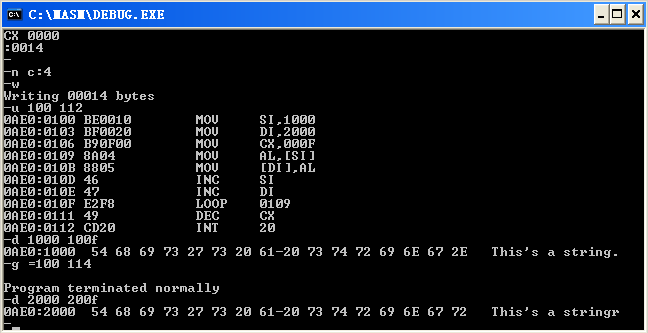 C:\MASM\DEBUG.EXE
CX 0000
:0014
-
-n c:4
-w
Writing 00014 bytes
-u 100 112
0AE0:0100 BE0010 MOV SI,1000
0AE0:0103 BF0020 MOV DI,2000
0AE0:0106 B90F00 MOV CX,000F
0AE0:0109 8A04 MOV AL,[SI]
0AE0:010B 8805 MOV [DI],AL
0AE0:010D 46 INC SI
0AE0:010E 47 INC DI
0AE0:010F E2F8 LOOP 0109
0AE0:0111 49 DEC CX
0AE0:0112 CD20 INT 20
-d 1000 100f
0AE0:1000 54 68 69 73 27 73 20 61-20 73 74 72 69 6E 67 2E This's a string.
-g =100 114
Program terminated normally
-d 2000 200f
0AE0:2000 54 68 69 73 27 73 20 61-20 73 74 72 69 6E 67 72 This's a stringr
-_